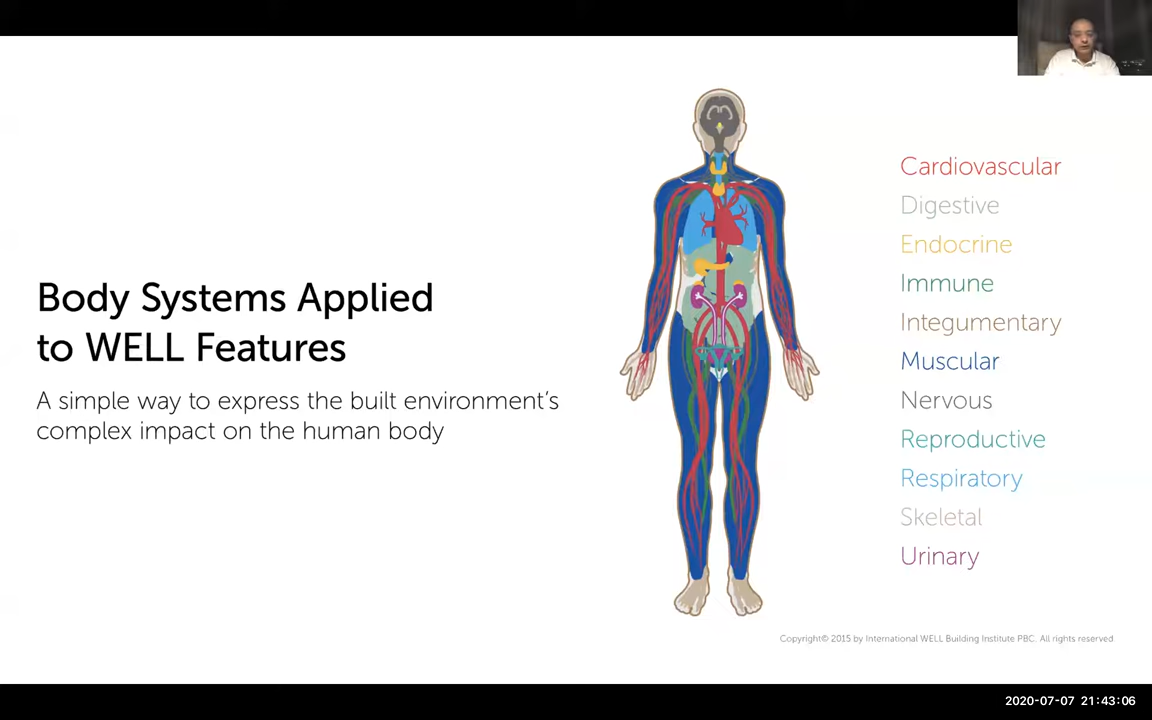 Body Systems Applied
to WELL Features
A simple way to express the built environment's
complex impact on the human body
Cardiovascular
Digestive
Endocrine
Immune
Integumentary
Muscular
Nervous
Reproductive
Respiratory
Skeletal
Urinary
Copyright© 2015 by International WELL Building Institute PBC. All rights reserved
2020-07-07 21:43:06